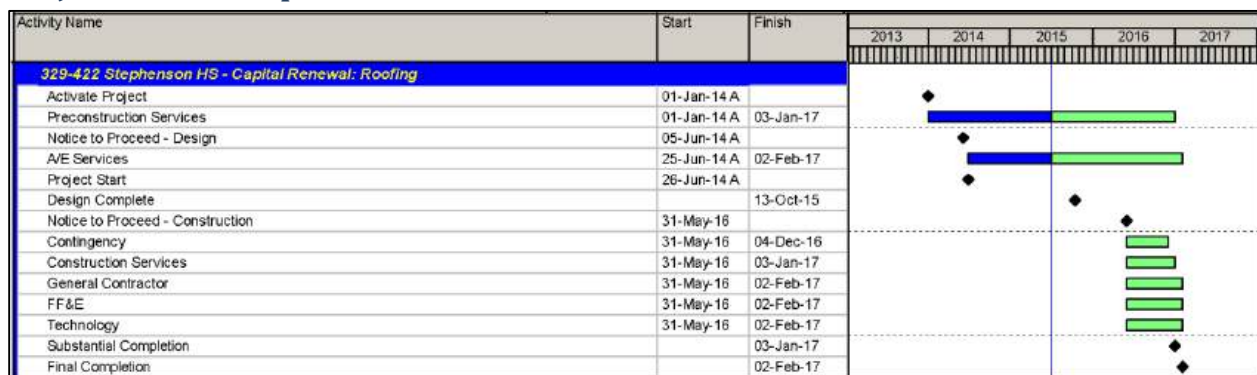 Activity Name Start Finish
2013 2014 2015 2016 2017
329-422 Stephenson HS - Capital Renewal: Roofing
Activate Project 01-Jan-14 A
Preconstruction Services 01-Jan-14 A 03-Jan-17
Notice to Proceed - Design 05-Jun-14 A
A/E Services 25-Jun-14 A 02-Feb-17
Project Start 26-Jun-14 A
Design Complete 13-Oct-15
Notice to Proceed - Construction 31-May-16
Contingency 31-May-16 04-Dec-16
Construction Services 31-May-16 03-Jan-17
General Contractor 31-May-16 02-Feb-17
FF&E 31-May-16 02-Feb-17
Technology 31-May-16 02-Feb-17
Substantial Completion 03-Jan-17
Final Completion 02-Feb-17